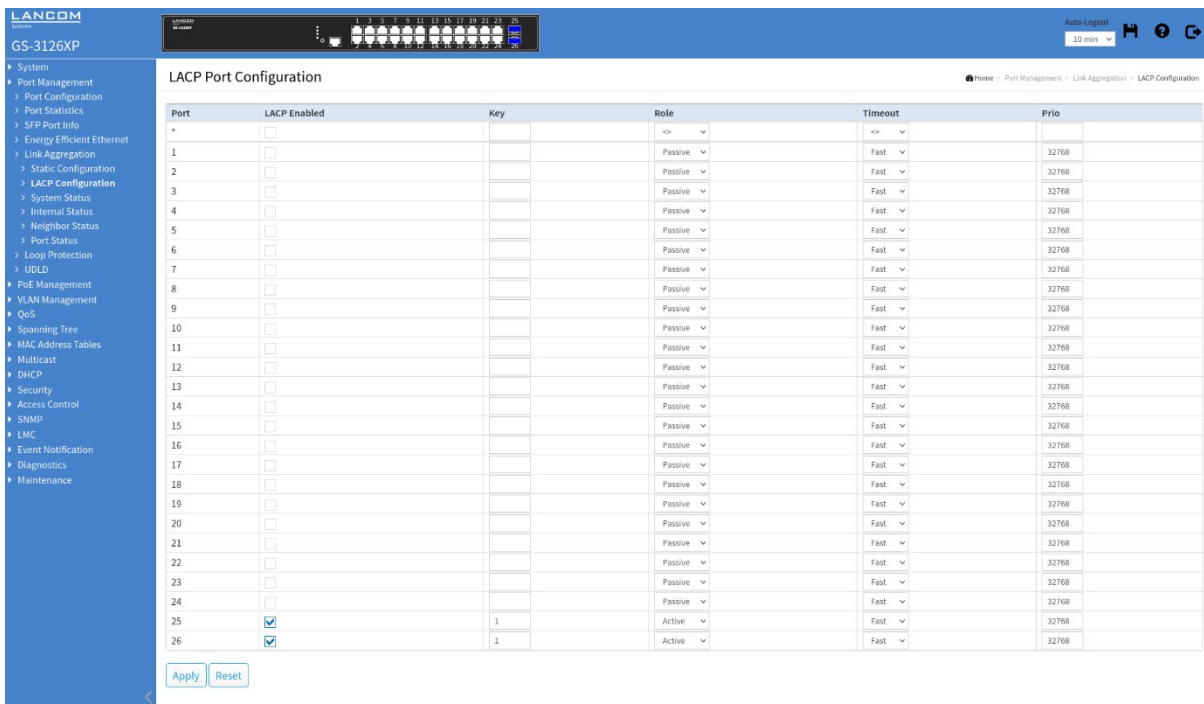 LANCOM
Systems
GS-3126XP
LANCOM
1 3 5 7 9 11 13 15 17 19 21 23 25
2 4 6 8 10 12 14 16 18 20 22 24 26
Auto-Logout
10 min
System
Port Management
Port Configuration
Port Statistics
SFP Port Info
Energy Efficient Ethernet
Link Aggregation
Static Configuration
LACP Configuration
System Status
Internal Status
Neighbor Status
Port Status
Loop Protection
UDLD
PoE Management
VLAN Management
QoS
Spanning Tree
MAC Address Tables
Multicast
DHCP
Security
Access Control
SNMP
LMC
Event Notification
Diagnostics
Maintenance
LACP Port Configuration
Home > Port Management > Link Aggregation > LACP Configuration
Port LACP Enabled Key Role Timeout Prio
* <> <>
1 Passive Fast 32768
2 Passive Fast 32768
3 Passive Fast 32768
4 Passive Fast 32768
5 Passive Fast 32768
6 Passive Fast 32768
7 Passive Fast 32768
8 Passive Fast 32768
9 Passive Fast 32768
10 Passive Fast 32768
11 Passive Fast 32768
12 Passive Fast 32768
13 Passive Fast 32768
14 Passive Fast 32768
15 Passive Fast 32768
16 Passive Fast 32768
17 Passive Fast 32768
18 Passive Fast 32768
19 Passive Fast 32768
20 Passive Fast 32768
21 Passive Fast 32768
22 Passive Fast 32768
23 Passive Fast 32768
24 Passive Fast 32768
25 1 Active Fast 32768
26 1 Active Fast 32768
Apply Reset